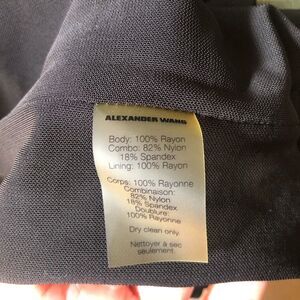 ALEXANDER WANG
Body: 100% Rayon
Combo: 82% Nylon
18% Spandex
Lining: 100% Rayon
Corps: 100% Rayonne
Combinaison:
82% Nylon
18% Spandex
Doublure:
100% Rayonne
Dry clean only
Nettoyer à sec
seulement